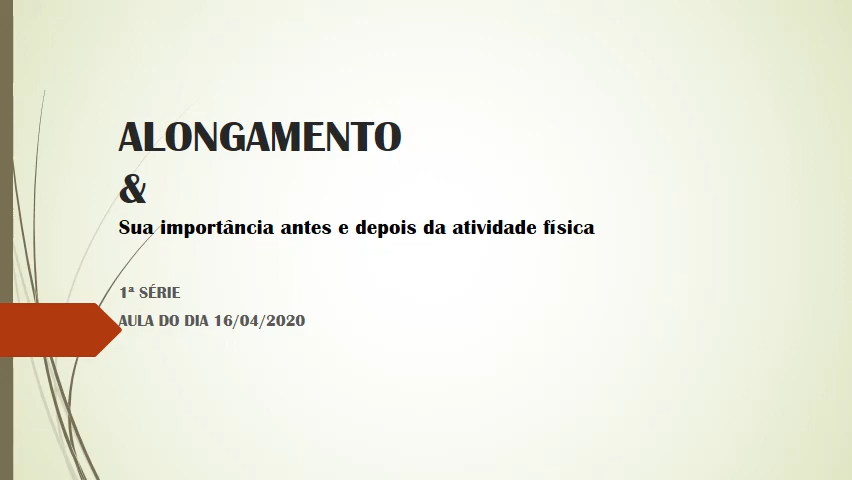 ALONGAMENTO
&
Sua importância antes e depois da atividade física
1ª SÉRIE
AULA DO DIA 16/04/2020